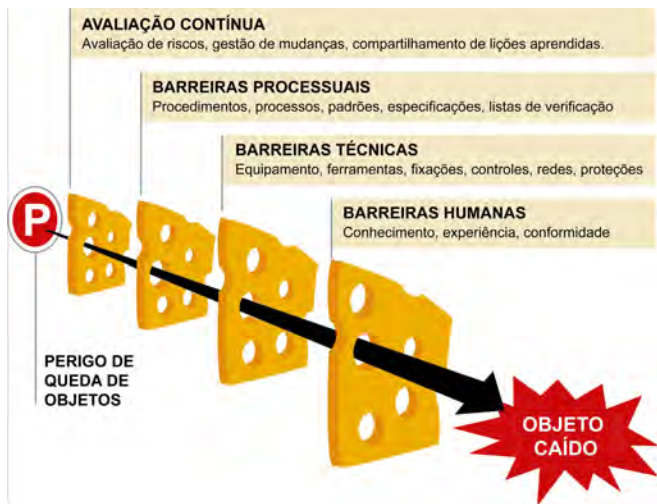 AVALIAÇÃO CONTÍNUA
Avaliação de riscos, gestão de mudanças, compartilhamento de lições aprendidas.
BARREIRAS PROCESSUAIS
Procedimentos, processos, padrões, especificações, listas de verificação
BARREIRAS TÉCNICAS
Equipamento, ferramentas, fixações, controles, redes, proteções
BARREIRAS HUMANAS
Conhecimento, experiência, conformidade
P
PERIGO DE
QUEDA DE
OBJETOS
OBJETO
CAÍDO